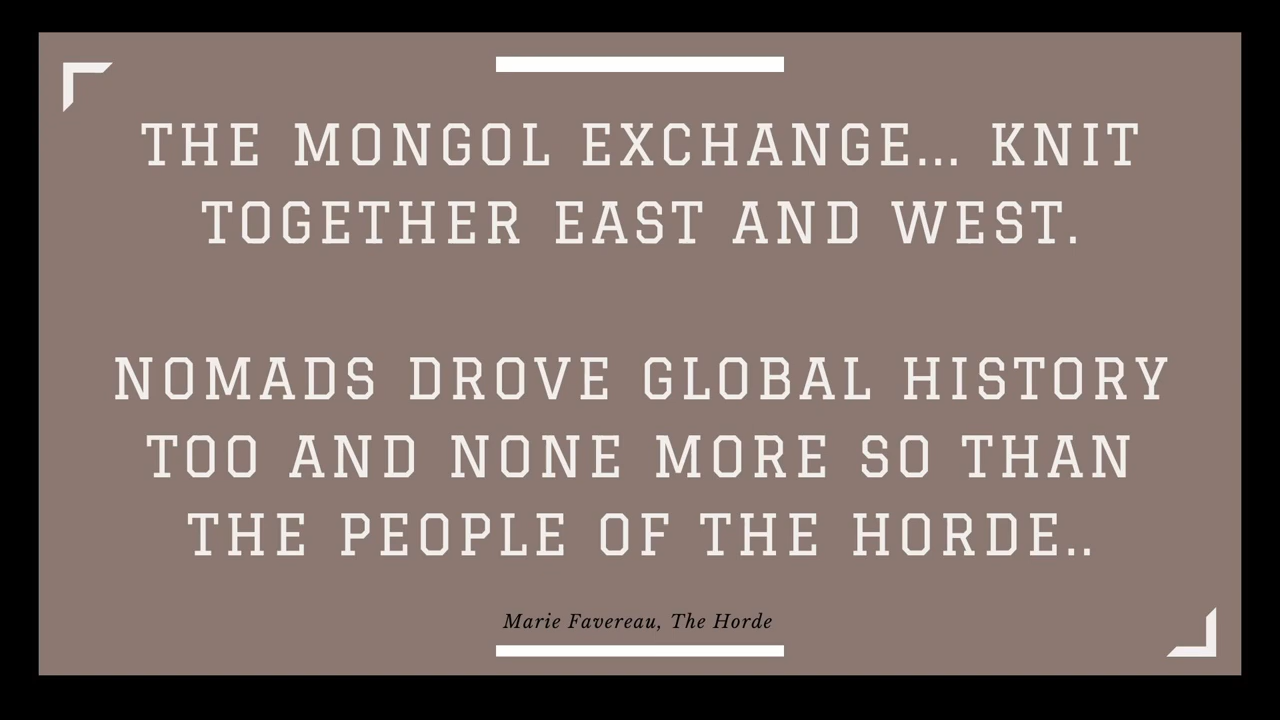 THE MONGOL EXCHANGE... KNIT
TOGETHER EAST AND WEST.
NOMADS DROVE GLOBAL HISTORY
TOO AND NONE MORE SO THAN
THE PEOPLE OF THE HORDE..
Marie Favereau, The Horde